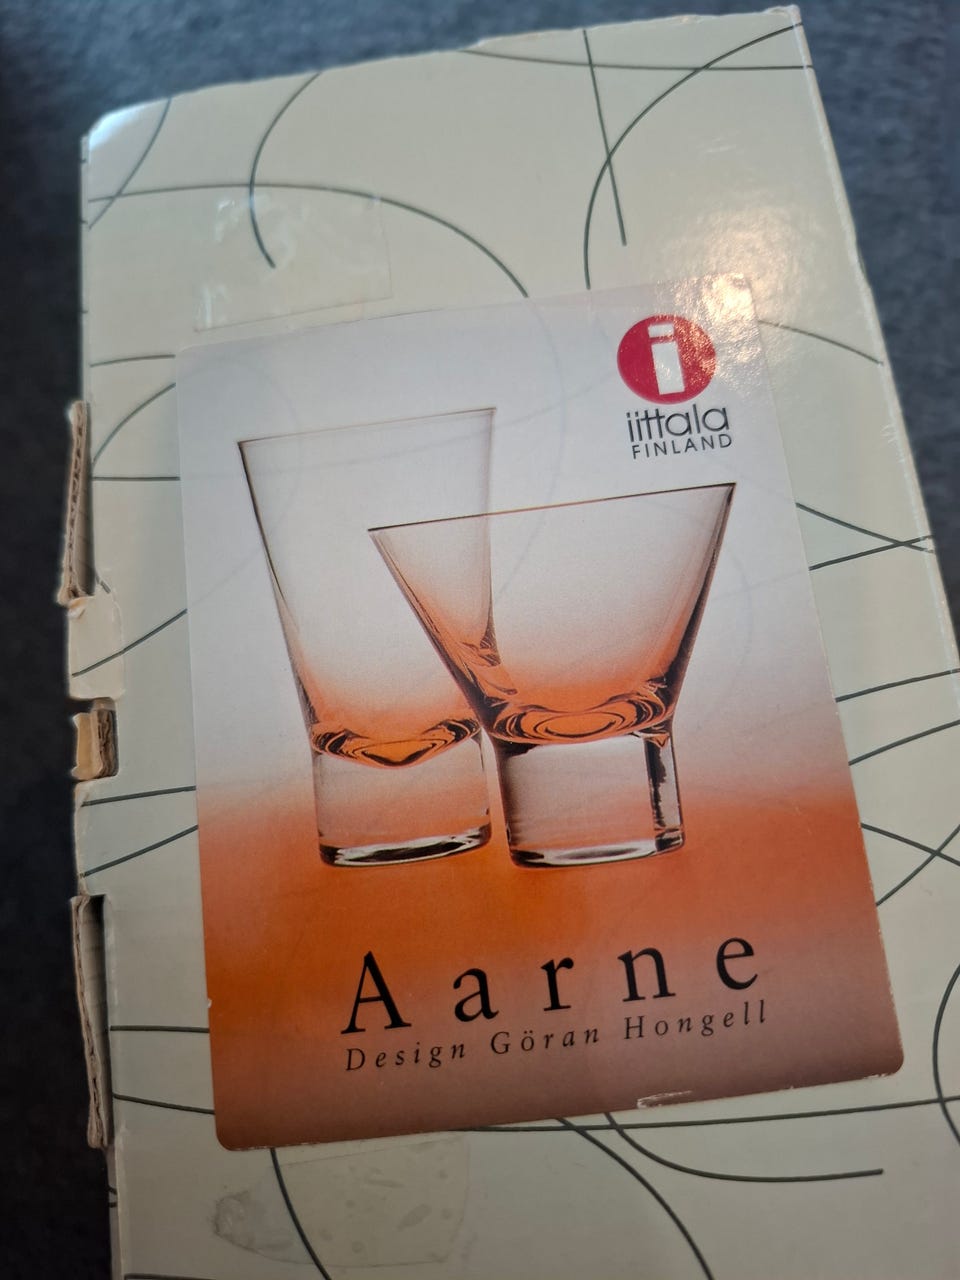 i
iittala
FINLAND
Aarne
Design Göran Hongell